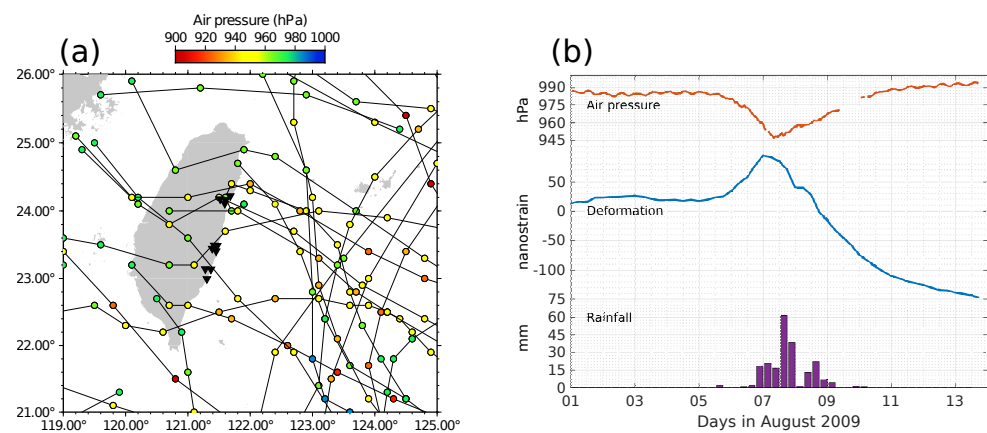 Air pressure (hPa)
900 920 940 960 980 1000
(a)
26.00°
25.00°
24.00°
23.00°
22.00°
21.00°
119.00° 120.00° 121.00° 122.00° 123.00° 124.00° 125.00°
(b)
990
975
960
945
hPa
Air pressure
50
0
-50
-100
nanostrain
Deformation
75
60
45
30
15
0
mm
Rainfall
01 03 05 07 09 11 13
Days in August 2009